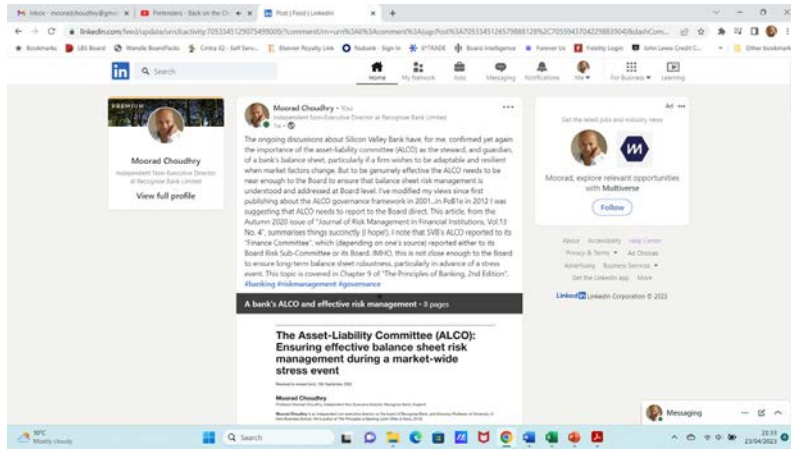 Inbox - mooradchoudhry@gmail
Pretenders - Back on the Ch
Post | Feed | LinkedIn
Bookmarks
LBS Board
Wandle BoardPacks
Cintra iQ - Self Serv...
Elsevier Royalty Link
Nubank - Sign In
E*TRADE
Board Intelligence
Forever Us
Fidelity Login
John Lewis Credit C...
Other bookmarks
in
Search
Home
My Network
Jobs
Messaging
Notifications
Me
For Business
Learning
PREMIUM
Moorad Choudhry
Independent Non-Executive Director
at Recognise Bank Limited
View full profile
Moorad Choudhry • You
Independent Non-Executive Director at Recognise Bank Limited
The ongoing discussions about Silicon Valley Bank have, for me, confirmed yet again
the importance of the asset-liability committee (ALCO) as the steward, and guardian,
of a bank's balance sheet, particularly if a firm wishes to be adaptable and resilient
when market factors change. But to be genuinely effective the ALCO needs to be
near enough to the Board to ensure that balance sheet risk management is
understood and addressed at Board level. I've modified my views since first
publishing about the ALCO governance framework in 2001...in PoB1e in 2012 I was
suggesting that ALCO needs to report to the Board direct. This article, from the
Autumn 2020 issue of "Journal of Risk Management in Financial Institutions, Vol.13
No. 4", summarises things succinctly (I hope!). I note that SVB's ALCO reported to its
"Finance Committee", which (depending on one's source) reported either to its
Board Risk Sub-Committee or its Board. IMHO, this is not close enough to the Board
to ensure long-term balance sheet robustness, particularly in advance of a stress
event. This topic is covered in Chapter 9 of "The Principles of Banking, 2nd Edition".
#banking #riskmanagement #governance
A bank's ALCO and effective risk management • 8 pages
The Asset-Liability Committee (ALCO):
Ensuring effective balance sheet risk
management during a market-wide
stress event
Moorad Choudhry
Ad
Get the latest jobs and industry news
Moorad, explore relevant opportunities
with Multiverse
Follow
About Accessibility Help Center
Privacy & Terms Ad Choices
Advertising Business Services
Get the LinkedIn app More
LinkedIn LinkedIn Corporation © 2023
Messaging
10°C
Mostly cloudy
Search
20:53
23/04/2023